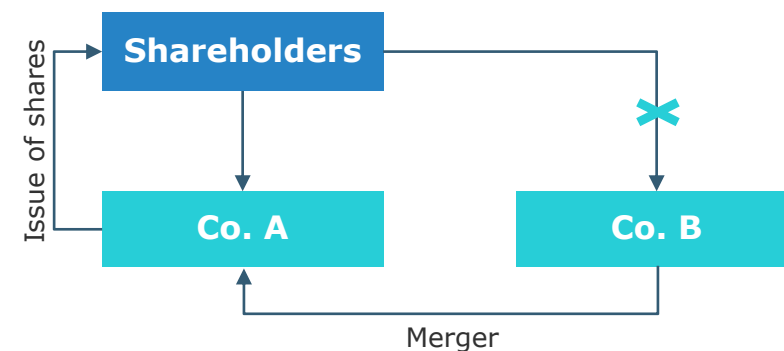 Shareholders
Issue of shares
Co. A
Co. B
Merger